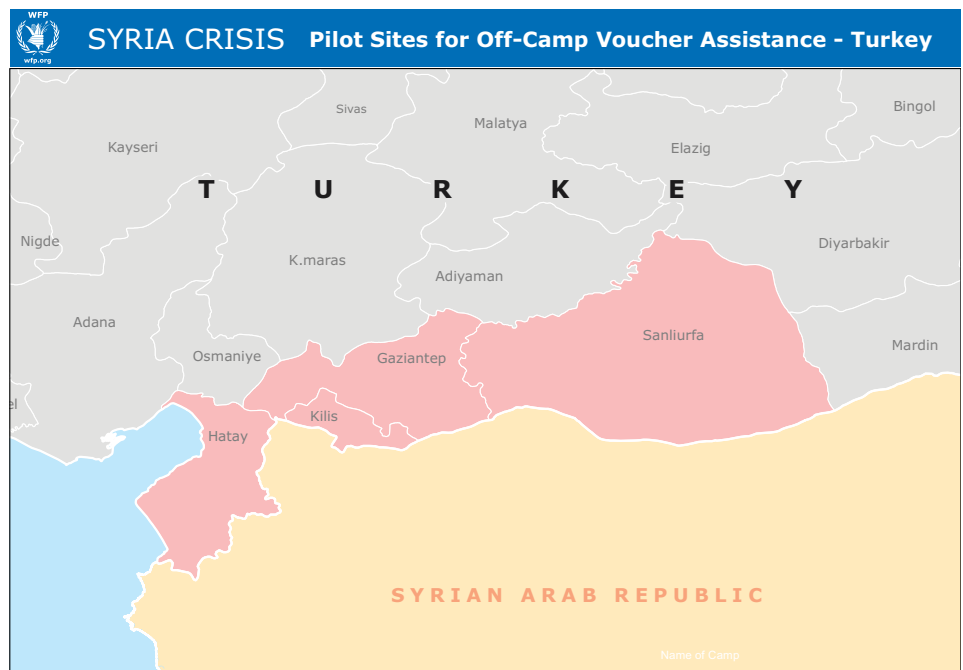 WFP
wfp.org
SYRIA CRISIS Pilot Sites for Off-Camp Voucher Assistance - Turkey
Bingol
Sivas
Malatya
Kayseri
Elazig
T U R K E Y
Nigde
Diyarbakir
K.maras
Adiyaman
Adana
Sanliurfa
Mardin
Osmaniye
Gaziantep
el
Kilis
Hatay
SYRIAN ARAB REPUBLIC
Name of Camp